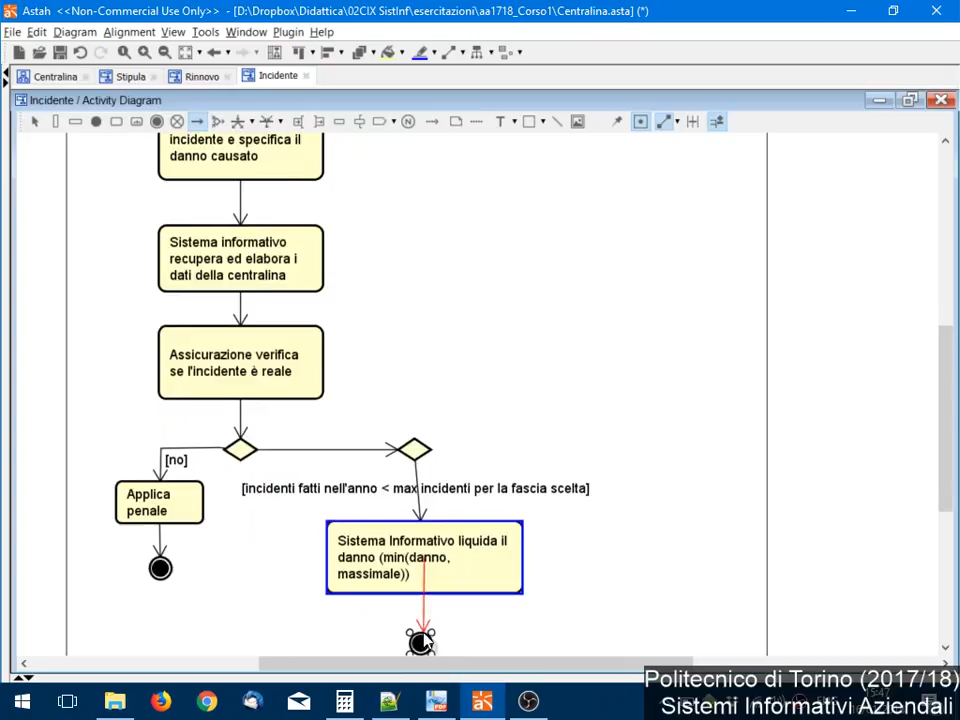 Astah <<Non-Commercial Use Only>> - [D:\Dropbox\Didattica\02CIX SistInf\esercitazioni\aa1718_Corso1\Centralina.asta] (*)
File Edit Diagram Alignment View Tools Window Plugin Help
Centralina Stipula Rinnovo Incidente
Incidente / Activity Diagram
incidente e specifica il
danno causato
Sistema informativo
recupera ed elabora i
dati della centralina
Assicurazione verifica
se l'incidente è reale
[no]
[incidenti fatti nell'anno < max incidenti per la fascia scelta]
Applica
penale
Sistema Informativo liquida il
danno (min(danno,
massimale))
Politecnico di Torino (2017/18)
Sistemi Informativi Aziendali